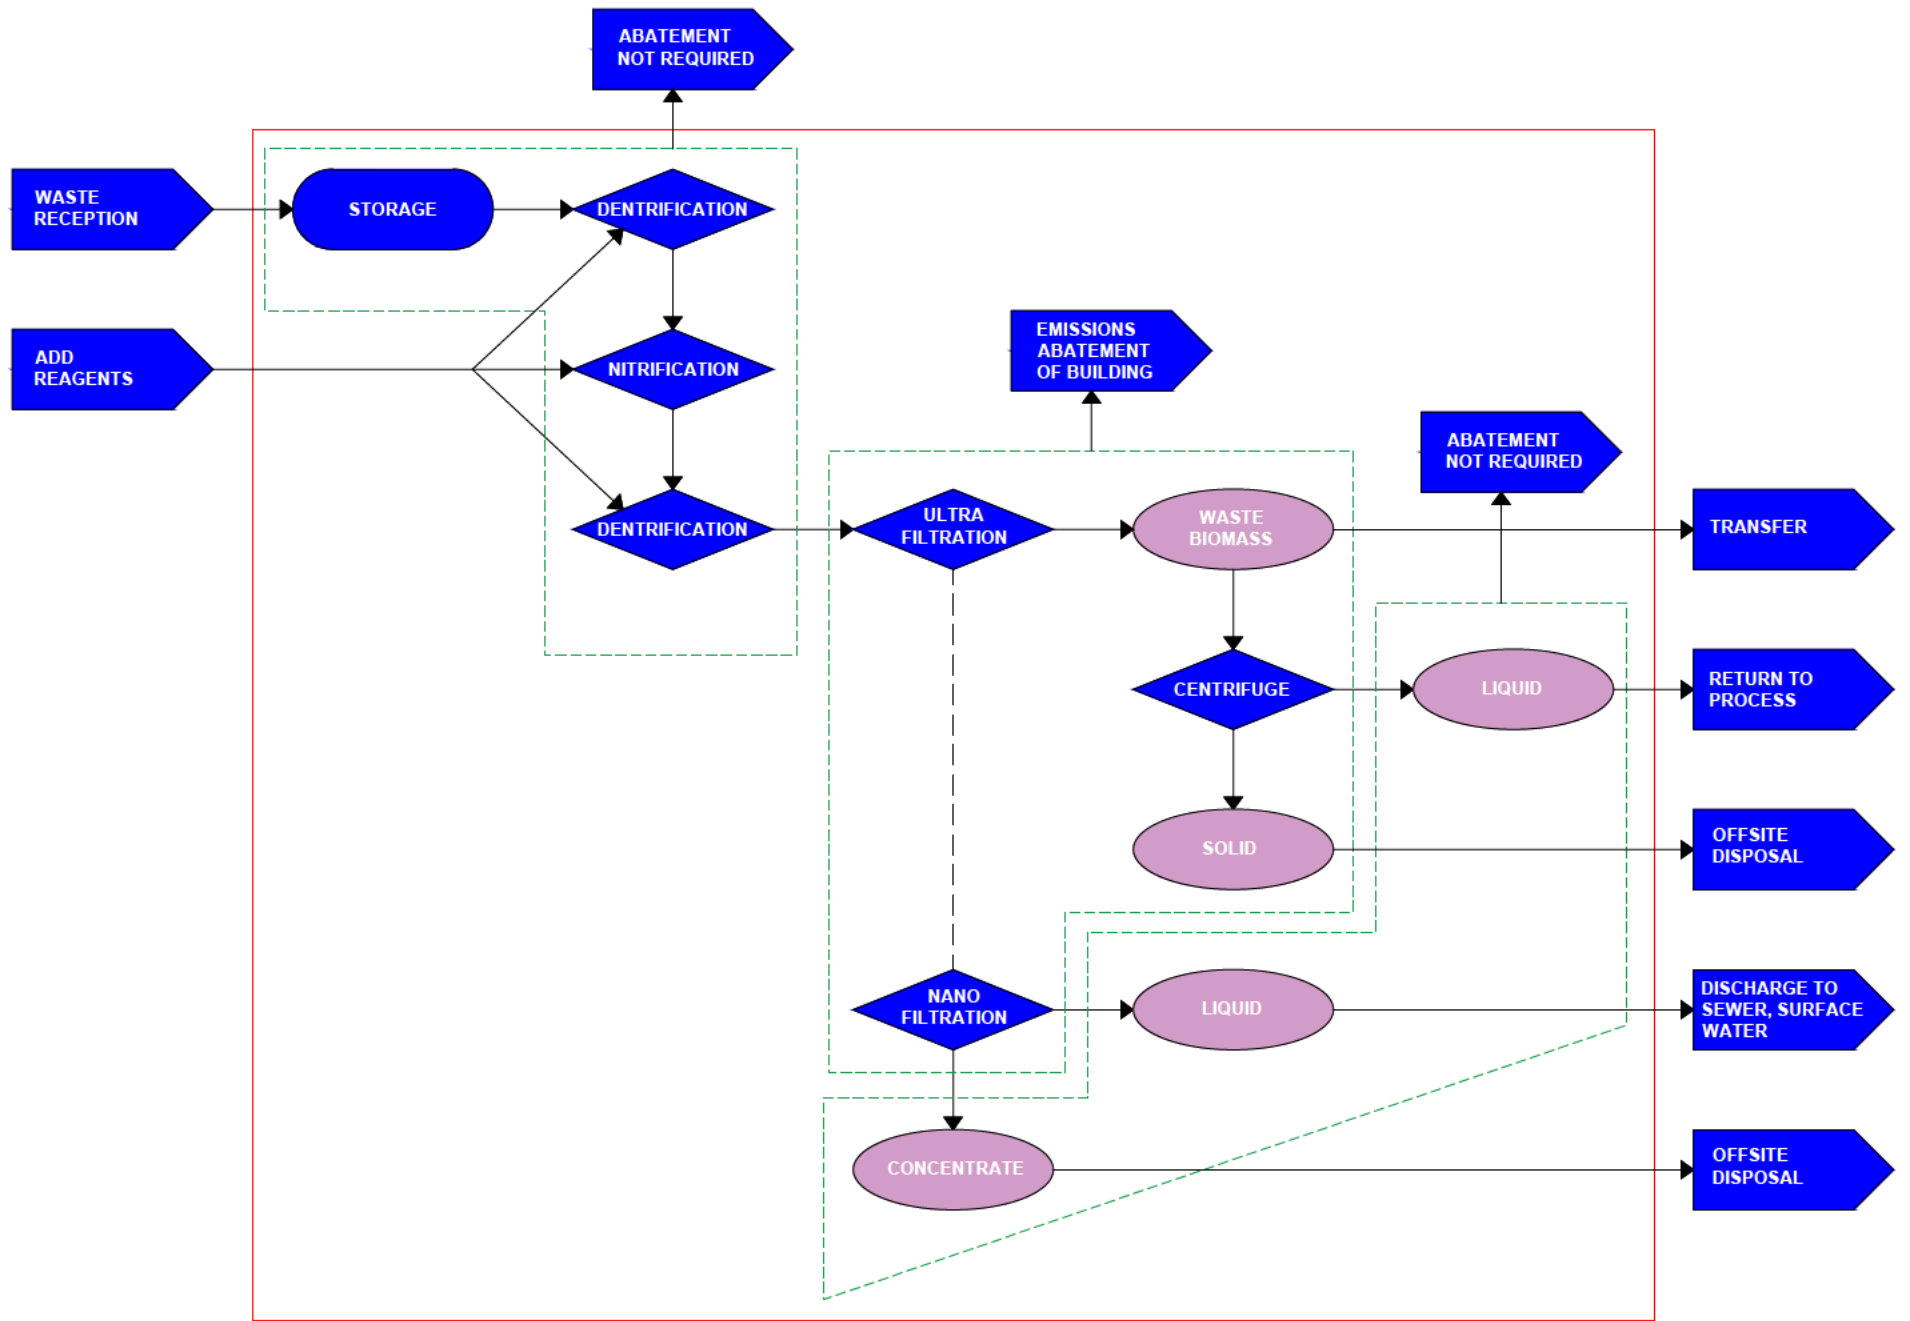 ABATEMENT
NOT REQUIRED
WASTE
RECEPTION
STORAGE
DENTRIFICATION
ADD
REAGENTS
NITRIFICATION
EMISSIONS
ABATEMENT
OF BUILDING
ABATEMENT
NOT REQUIRED
DENTRIFICATION
ULTRA
FILTRATION
WASTE
BIOMASS
TRANSFER
CENTRIFUGE
LIQUID
RETURN TO
PROCESS
SOLID
OFFSITE
DISPOSAL
NANO
FILTRATION
LIQUID
DISCHARGE TO
SEWER, SURFACE
WATER
CONCENTRATE
OFFSITE
DISPOSAL